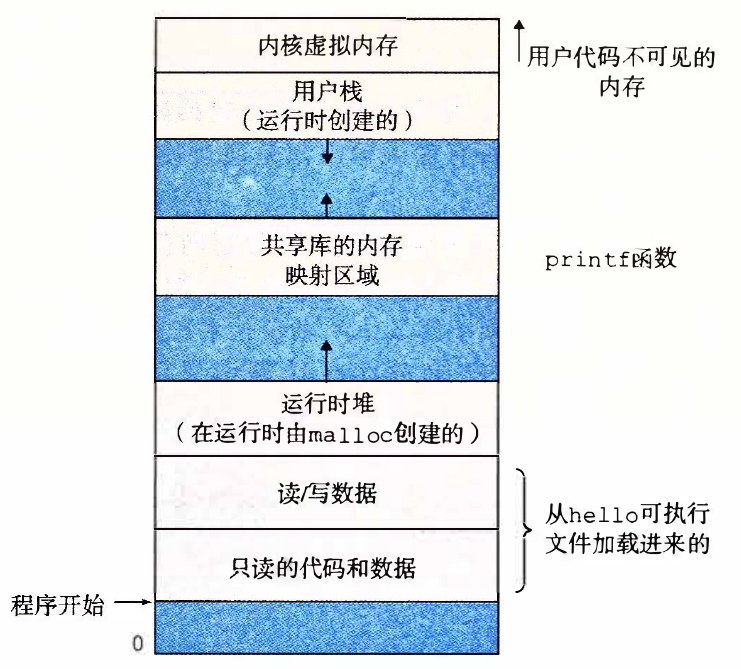 内核虚拟内存
用户代码不可见的
内存
用户栈
（运行时创建的）
共享库的内存
映射区域
printf函数
运行时堆
（在运行时由malloc创建的）
读/写数据
只读的代码和数据
从hello可执行
文件加载进来的
程序开始
0